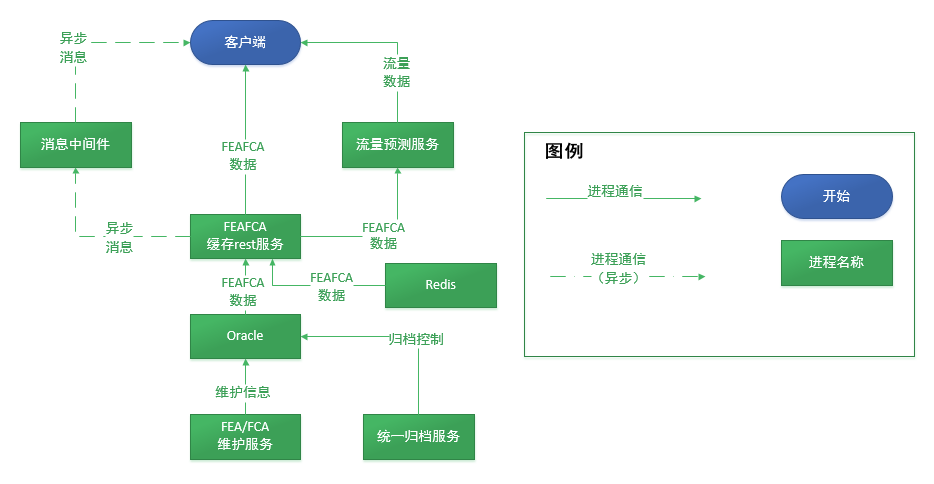 异步
消息
客户端
流量
数据
消息中间件
FEAFCA
数据
流量预测服务
异步
消息
FEAFCA
缓存rest服务
FEAFCA
数据
FEAFCA
数据
FEAFCA
数据
Redis
Oracle
归档控制
维护信息
FEA/FCA
维护服务
统一归档服务
图例
进程通信
开始
进程通信
（异步）
进程名称